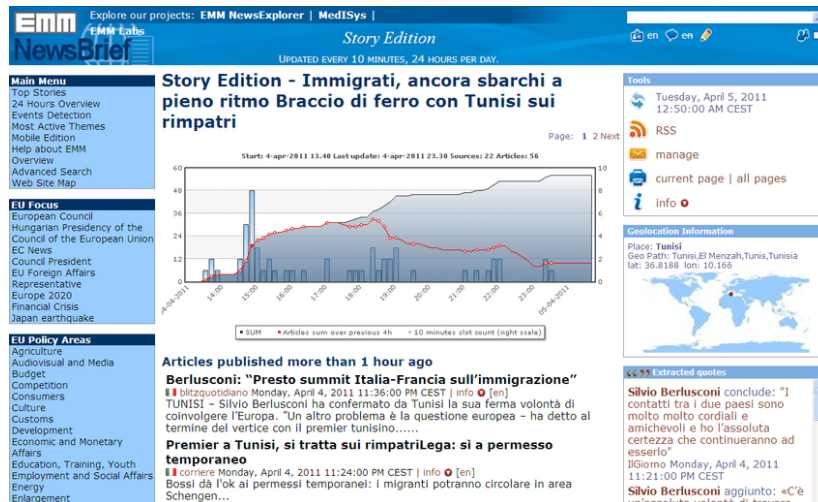 EMM
NewsBrief
Explore our projects: EMM NewsExplorer | MedISys |
EMM Labs
Story Edition
UPDATED EVERY 10 MINUTES, 24 HOURS PER DAY.
en en
Main Menu
Top Stories
24 Hours Overview
Events Detection
Most Active Themes
Mobile Edition
Help about EMM
Overview
Advanced Search
Web Site Map
EU Focus
European Council
Hungarian Presidency of the
Council of the European Union
EC News
Council President
EU Foreign Affairs
Representative
Europe 2020
Financial Crisis
Japan earthquake
EU Policy Areas
Agriculture
Audiovisual and Media
Budget
Competition
Consumers
Culture
Customs
Development
Economic and Monetary
Affairs
Education, Training, Youth
Employment and Social Affairs
Energy
Enlargement
Story Edition - Immigrati, ancora sbarchi a
pieno ritmo Braccio di ferro con Tunisi sui
rimpatri
Page: 1 2 Next
Start: 4-apr-2011 13.40 Last update: 4-apr-2011 23.30 Sources: 22 Articles: 56
60
48
36
24
12
0
10
8
6
4
2
0
04-04-2011
14:00
15:00
16:00
17:00
18:00
19:00
20:00
21:00
22:00
23:00
05-04-2011
SUM Articles sum over previous 4h 10 minutes slot count (right scale)
Articles published more than 1 hour ago
Berlusconi: “Presto summit Italia-Francia sull’immigrazione”
blitzquotidiano Monday, April 4, 2011 11:36:00 PM CEST | info [en]
TUNISI – Silvio Berlusconi ha confermato da Tunisi la sua ferma volontà di
coinvolgere l’Europa. ”Un altro problema è la questione europea – ha detto al
termine del vertice con il premier tunisino......
Premier a Tunisi, si tratta sui rimpatriLega: sì a permesso
temporaneo
corriere Monday, April 4, 2011 11:24:00 PM CEST | info [en]
Bossi dà l'ok ai permessi temporanei: i migranti potranno circolare in area
Schengen...
Tools
Tuesday, April 5, 2011
12:50:00 AM CEST
RSS
manage
current page | all pages
info
Geolocation Information
Place: Tunisi
Geo Path: Tunisi,El Menzah,Tunis,Tunisia
lat: 36.8188 lon: 10.166
Extracted quotes
Silvio Berlusconi conclude: "I
contatti tra i due paesi sono
molto molto cordiali e
amichevoli e ho l’assoluta
certezza che continueranno ad
esserlo"
IlGiorno Monday, April 4, 2011
11:21:00 PM CEST
Silvio Berlusconi aggiunto: «C’è